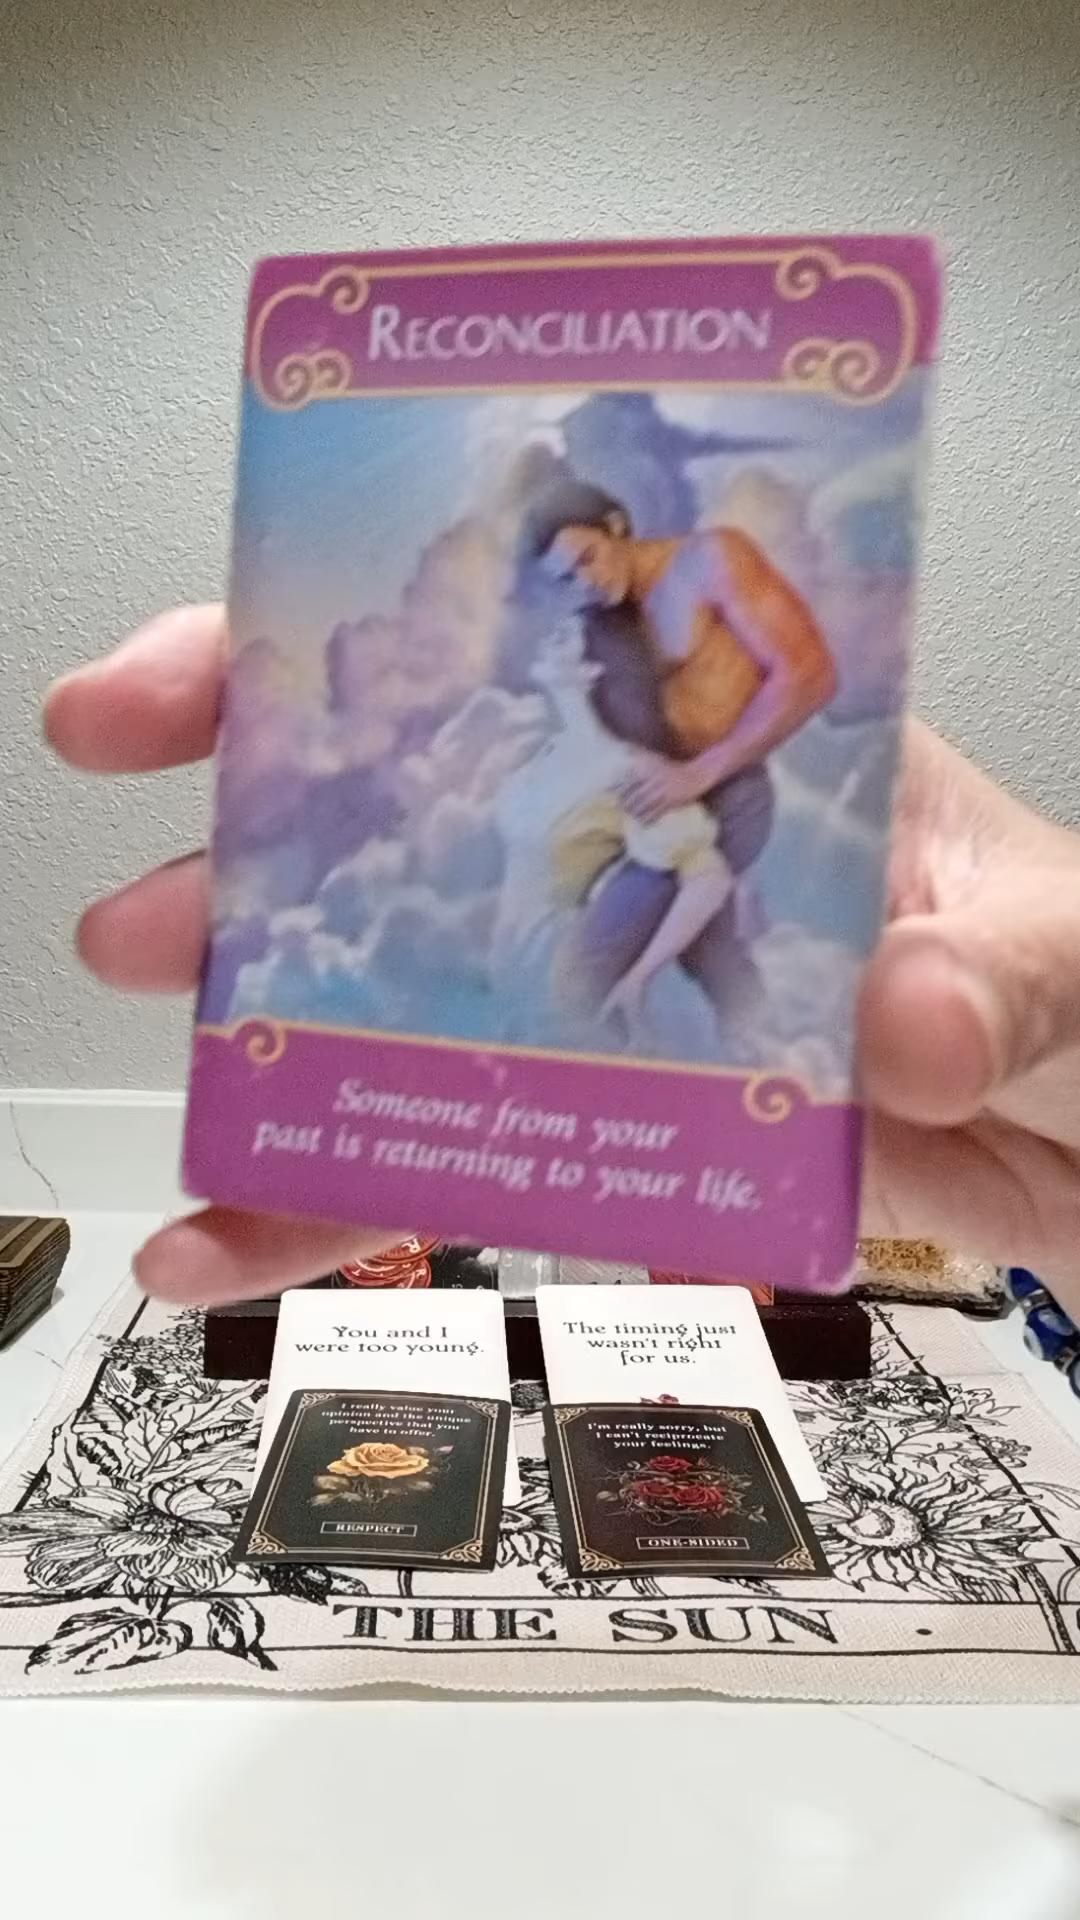 RECONCILIATION
Someone from your
past is returning to your life.
You and I
were too young.
The timing just
wasn't right
for us.
I really value your
opinion and the unique
perspective that you
have to offer.
RESPECT
I'm really sorry, but
I can't reciprocate
your feelings.
ONE-SIDED
THE SUN